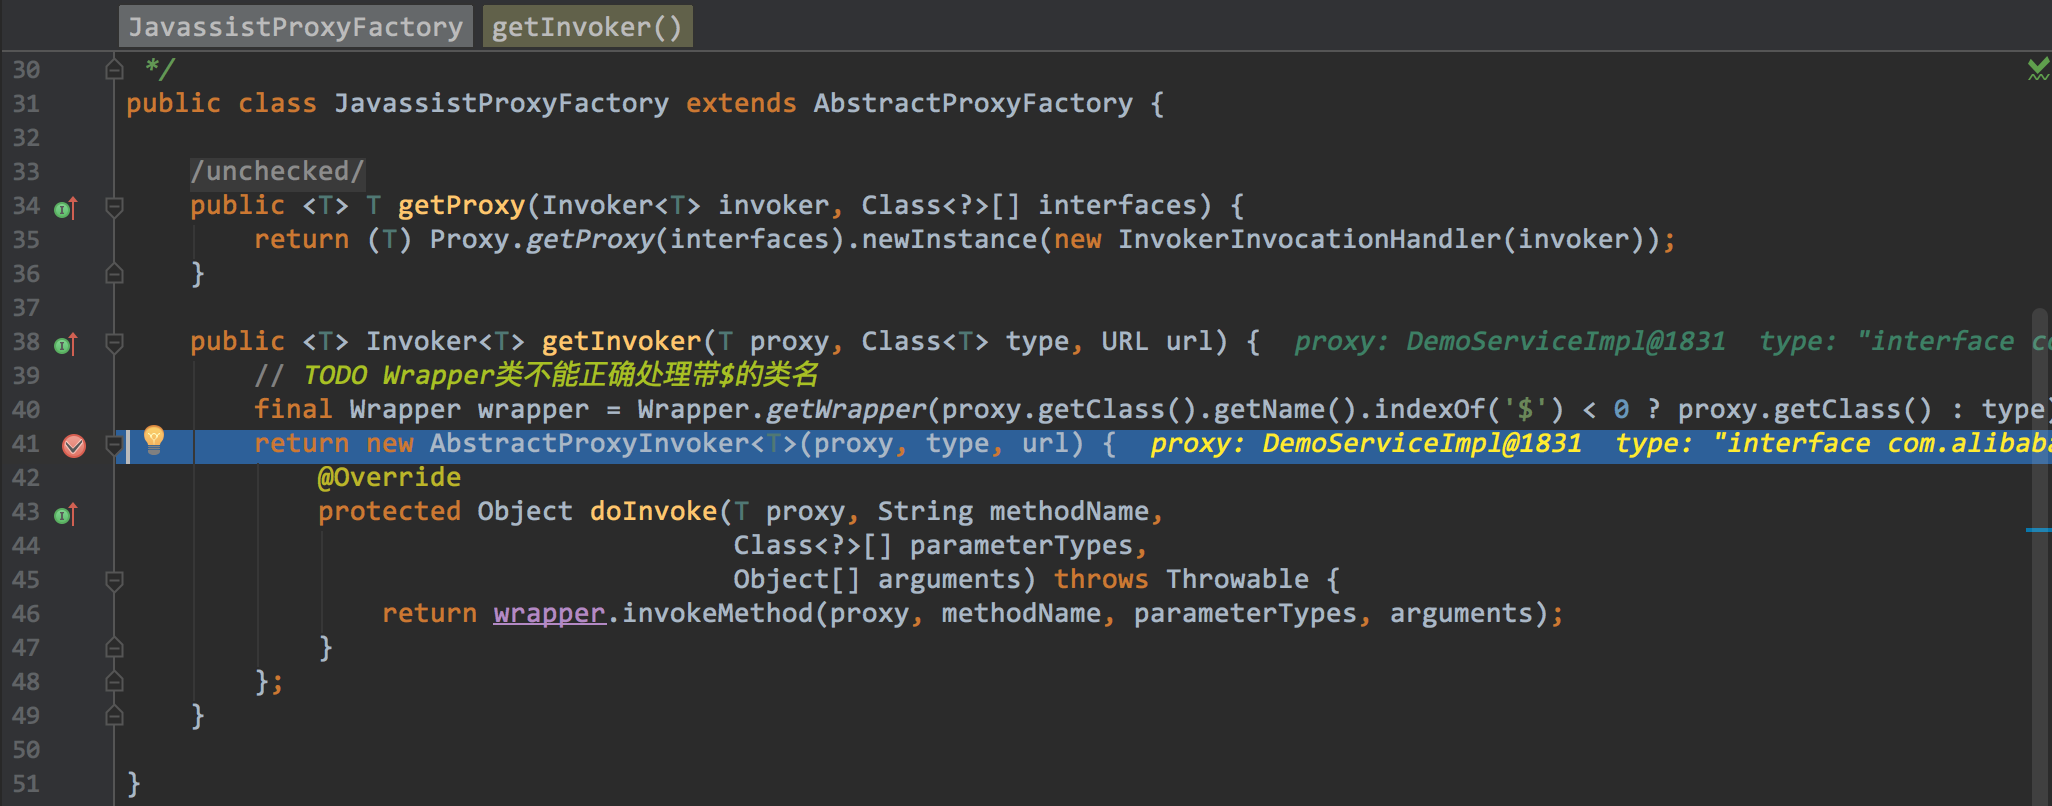 JavassistProxyFactory getInvoker()
30 */
31 public class JavassistProxyFactory extends AbstractProxyFactory {
32
33 /unchecked/
34 public <T> T getProxy(Invoker<T> invoker, Class<?>[] interfaces) {
35 return (T) Proxy.getProxy(interfaces).newInstance(new InvokerInvocationHandler(invoker));
36 }
37
38 public <T> Invoker<T> getInvoker(T proxy, Class<T> type, URL url) { proxy: DemoServiceImpl@1831 type: "interface co
39 // TODO Wrapper类不能正确处理带$的类名
40 final Wrapper wrapper = Wrapper.getWrapper(proxy.getClass().getName().indexOf('$') < 0 ? proxy.getClass() : type)
41 return new AbstractProxyInvoker<T>(proxy, type, url) { proxy: DemoServiceImpl@1831 type: "interface com.alibaba
42 @Override
43 protected Object doInvoke(T proxy, String methodName,
44 Class<?>[] parameterTypes,
45 Object[] arguments) throws Throwable {
46 return wrapper.invokeMethod(proxy, methodName, parameterTypes, arguments);
47 }
48 };
49 }
50
51 }